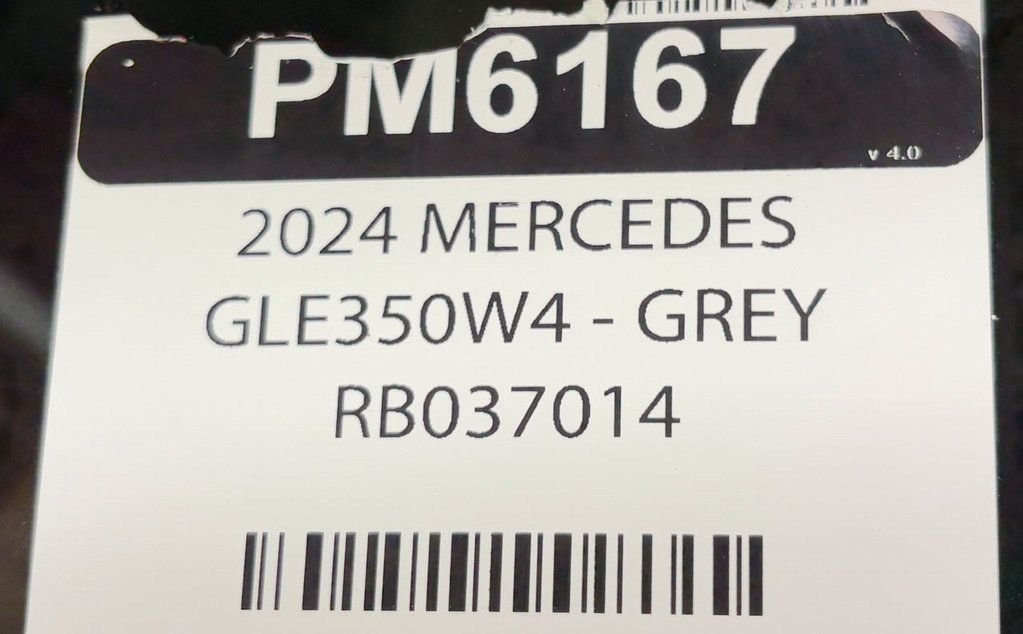 PM6167
v 4.0
2024 MERCEDES
GLE350W4 - GREY
RB037014